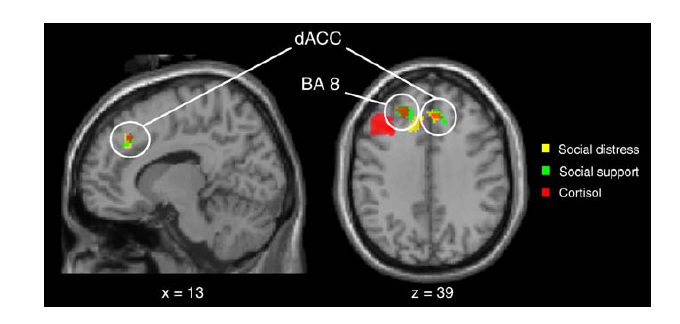 dACC
BA 8
Social distress
Social support
Cortisol
x = 13
z = 39